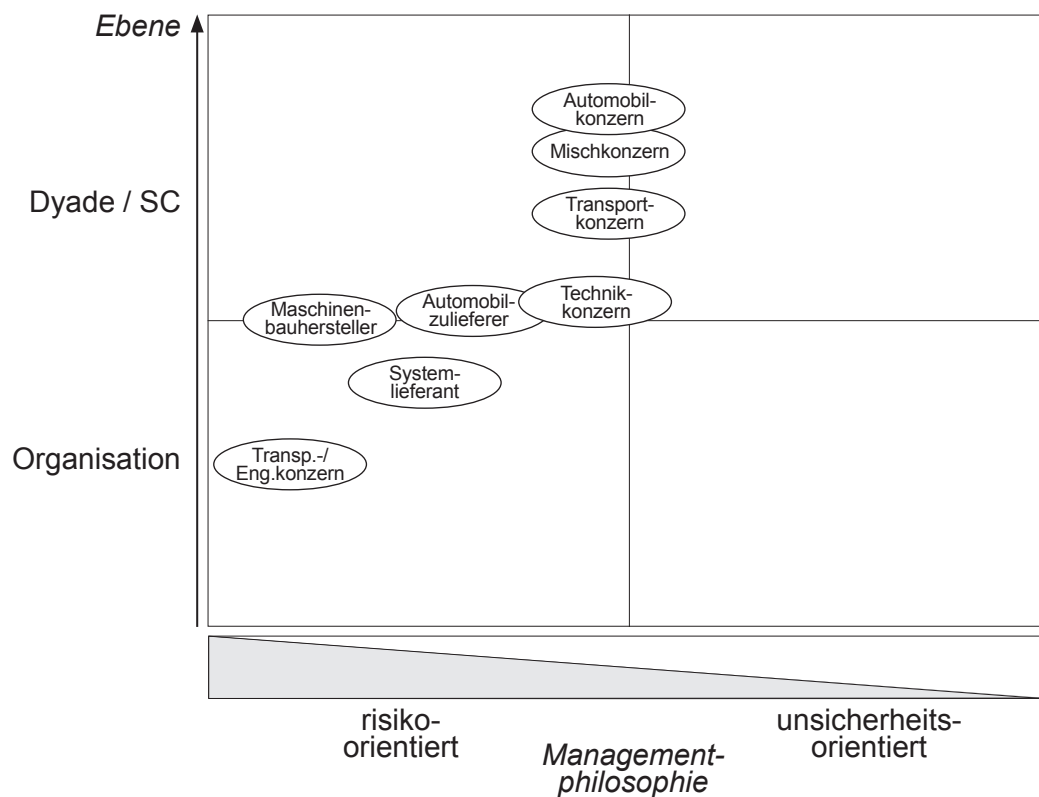 Ebene
Automobil-
konzern
Mischkonzern
Dyade / SC
Transport-
konzern
Maschinen-
bauhersteller
Automobil-
zulieferer
Technik-
konzern
System-
lieferant
Organisation
Transp.-/
Eng.konzern
risiko-
orientiert
unsicherheits-
orientiert
Management-
philosophie